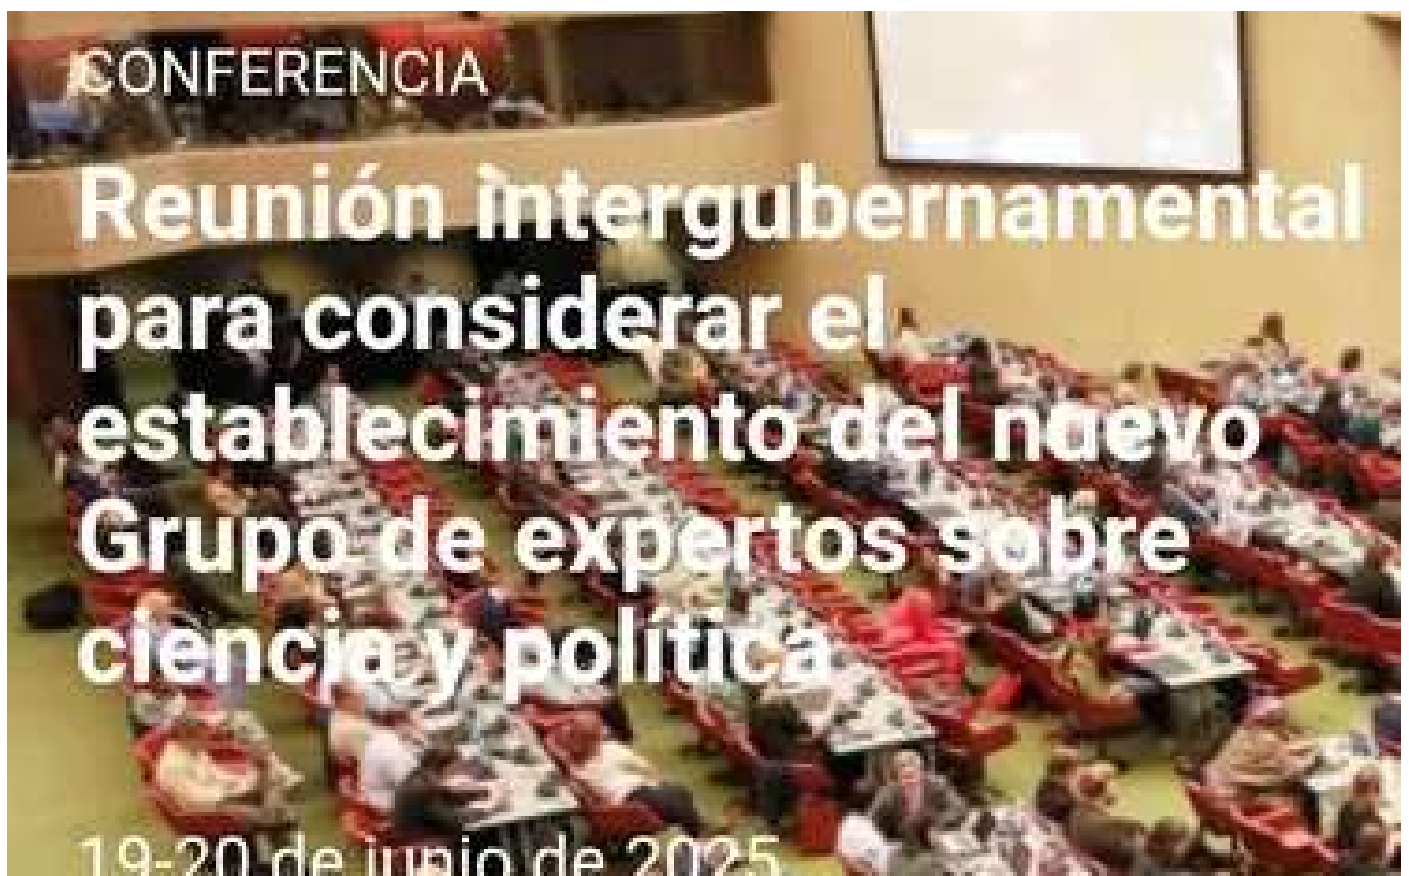 CONFERENCIA
Reunión intergubernamental
para considerar el
establecimiento del nuevo
Grupo de expertos sobre
ciencia y política
19-20 de junio de 2025